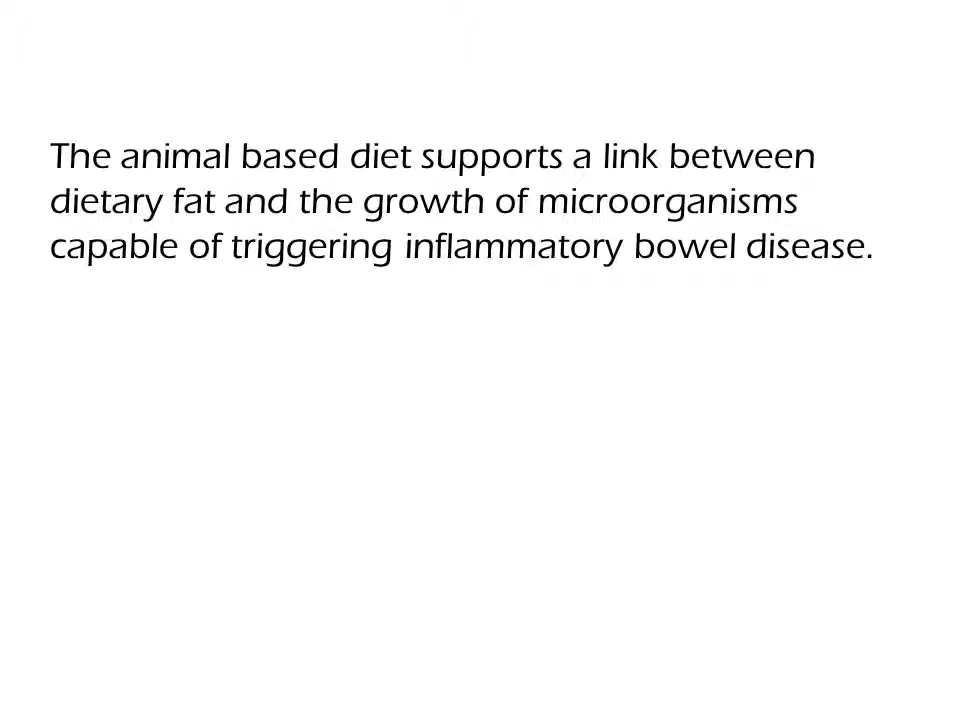 The animal based diet supports a link between
dietary fat and the growth of microorganisms
capable of triggering inflammatory bowel disease.